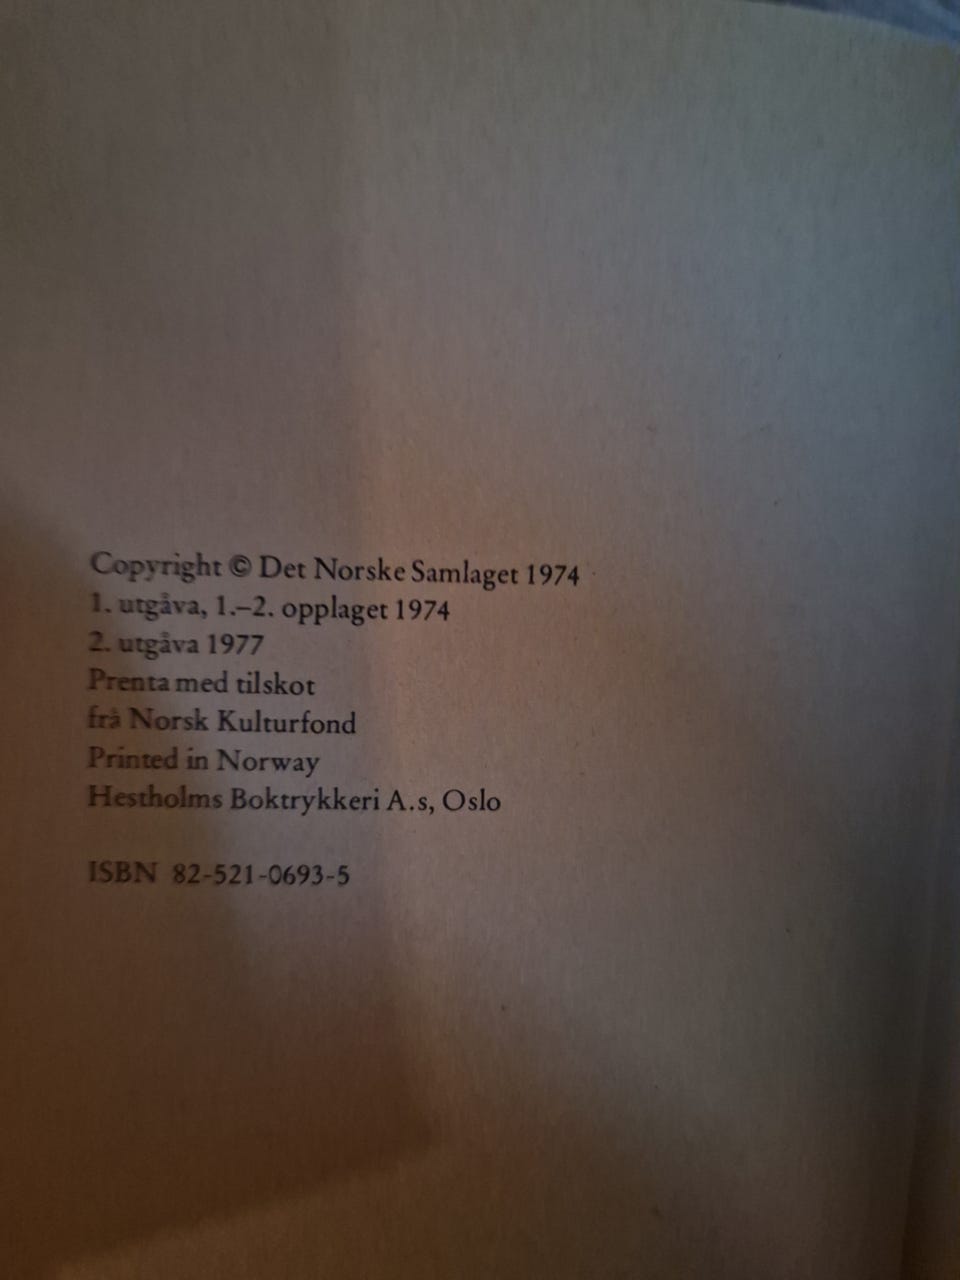 Copyright © Det Norske Samlaget 1974
1. utgåva, 1.–2. opplaget 1974
2. utgåva 1977
Prenta med tilskot
frå Norsk Kulturfond
Printed in Norway
Hestholms Boktrykkeri A.s, Oslo
ISBN 82-521-0693-5